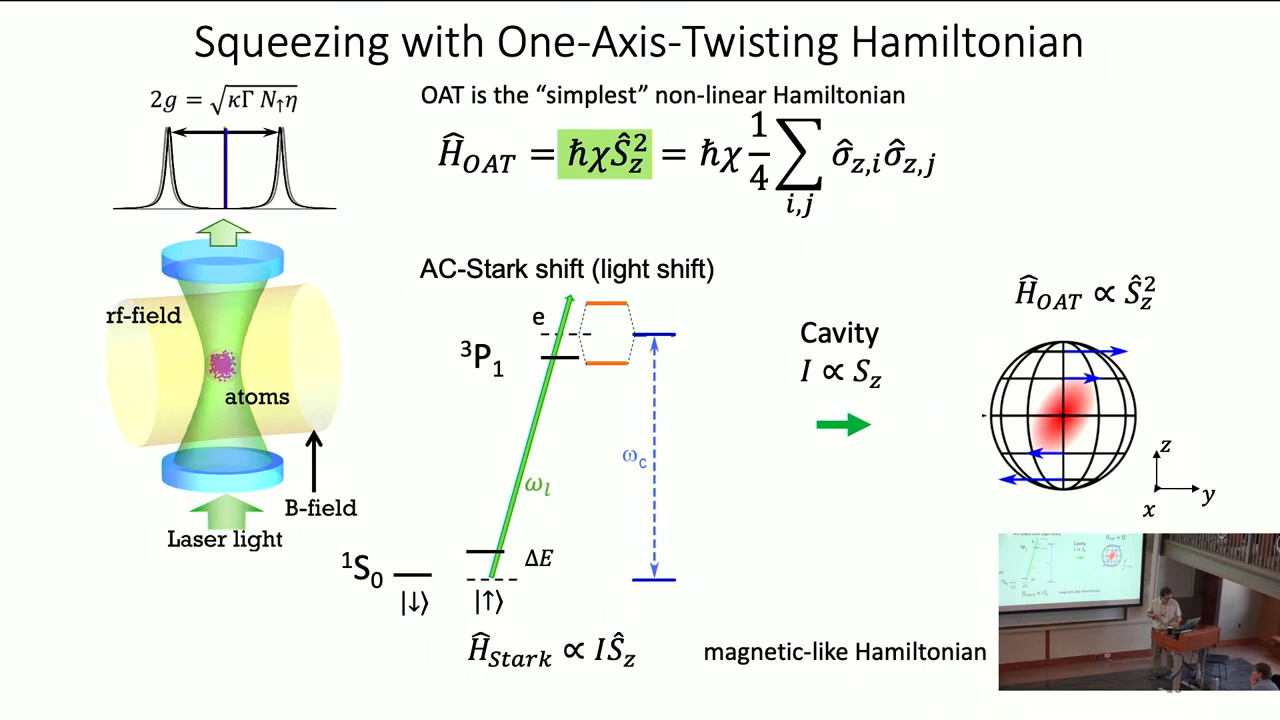 Squeezing with One-Axis-Twisting Hamiltonian
2g = √(κΓ N↑η)
OAT is the “simplest” non-linear Hamiltonian
Ĥ_OAT = ħχŜ_z² = ħχ 1/4 ∑_{i,j} σ̂_{z,i}σ̂_{z,j}
AC-Stark shift (light shift)
rf-field
atoms
B-field
Laser light
e
³P₁
ω_l
ω_c
¹S₀
ΔE
|↓⟩
|↑⟩
Ĥ_Stark ∝ IŜ_z
Cavity
I ∝ S_z
Ĥ_OAT ∝ Ŝ_z²
z
y
x
magnetic-like Hamiltonian